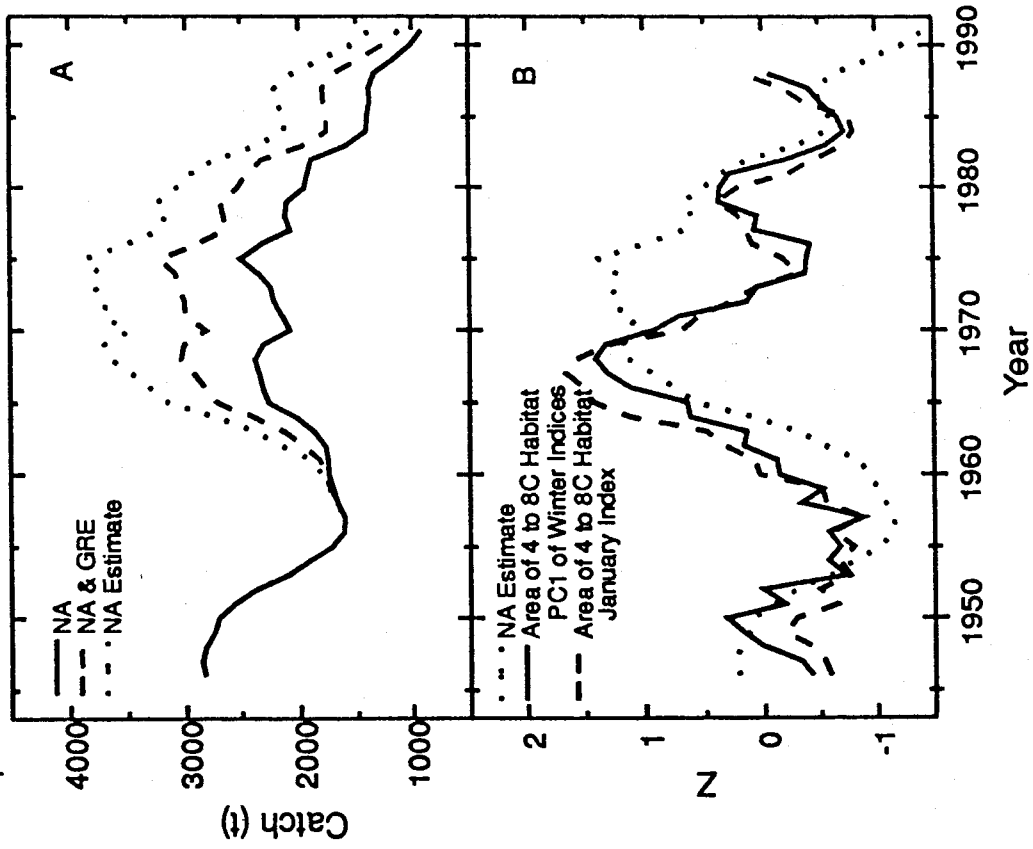 A
NA
NA & GRE
NA Estimate
4000
3000
2000
1000
Catch (t)
B
NA Estimate
Area of 4 to 8C Habitat
PC1 of Winter Indices
Area of 4 to 8C Habitat
January Index
2
1
0
-1
Z
1950
1960
1970
1980
1990
Year